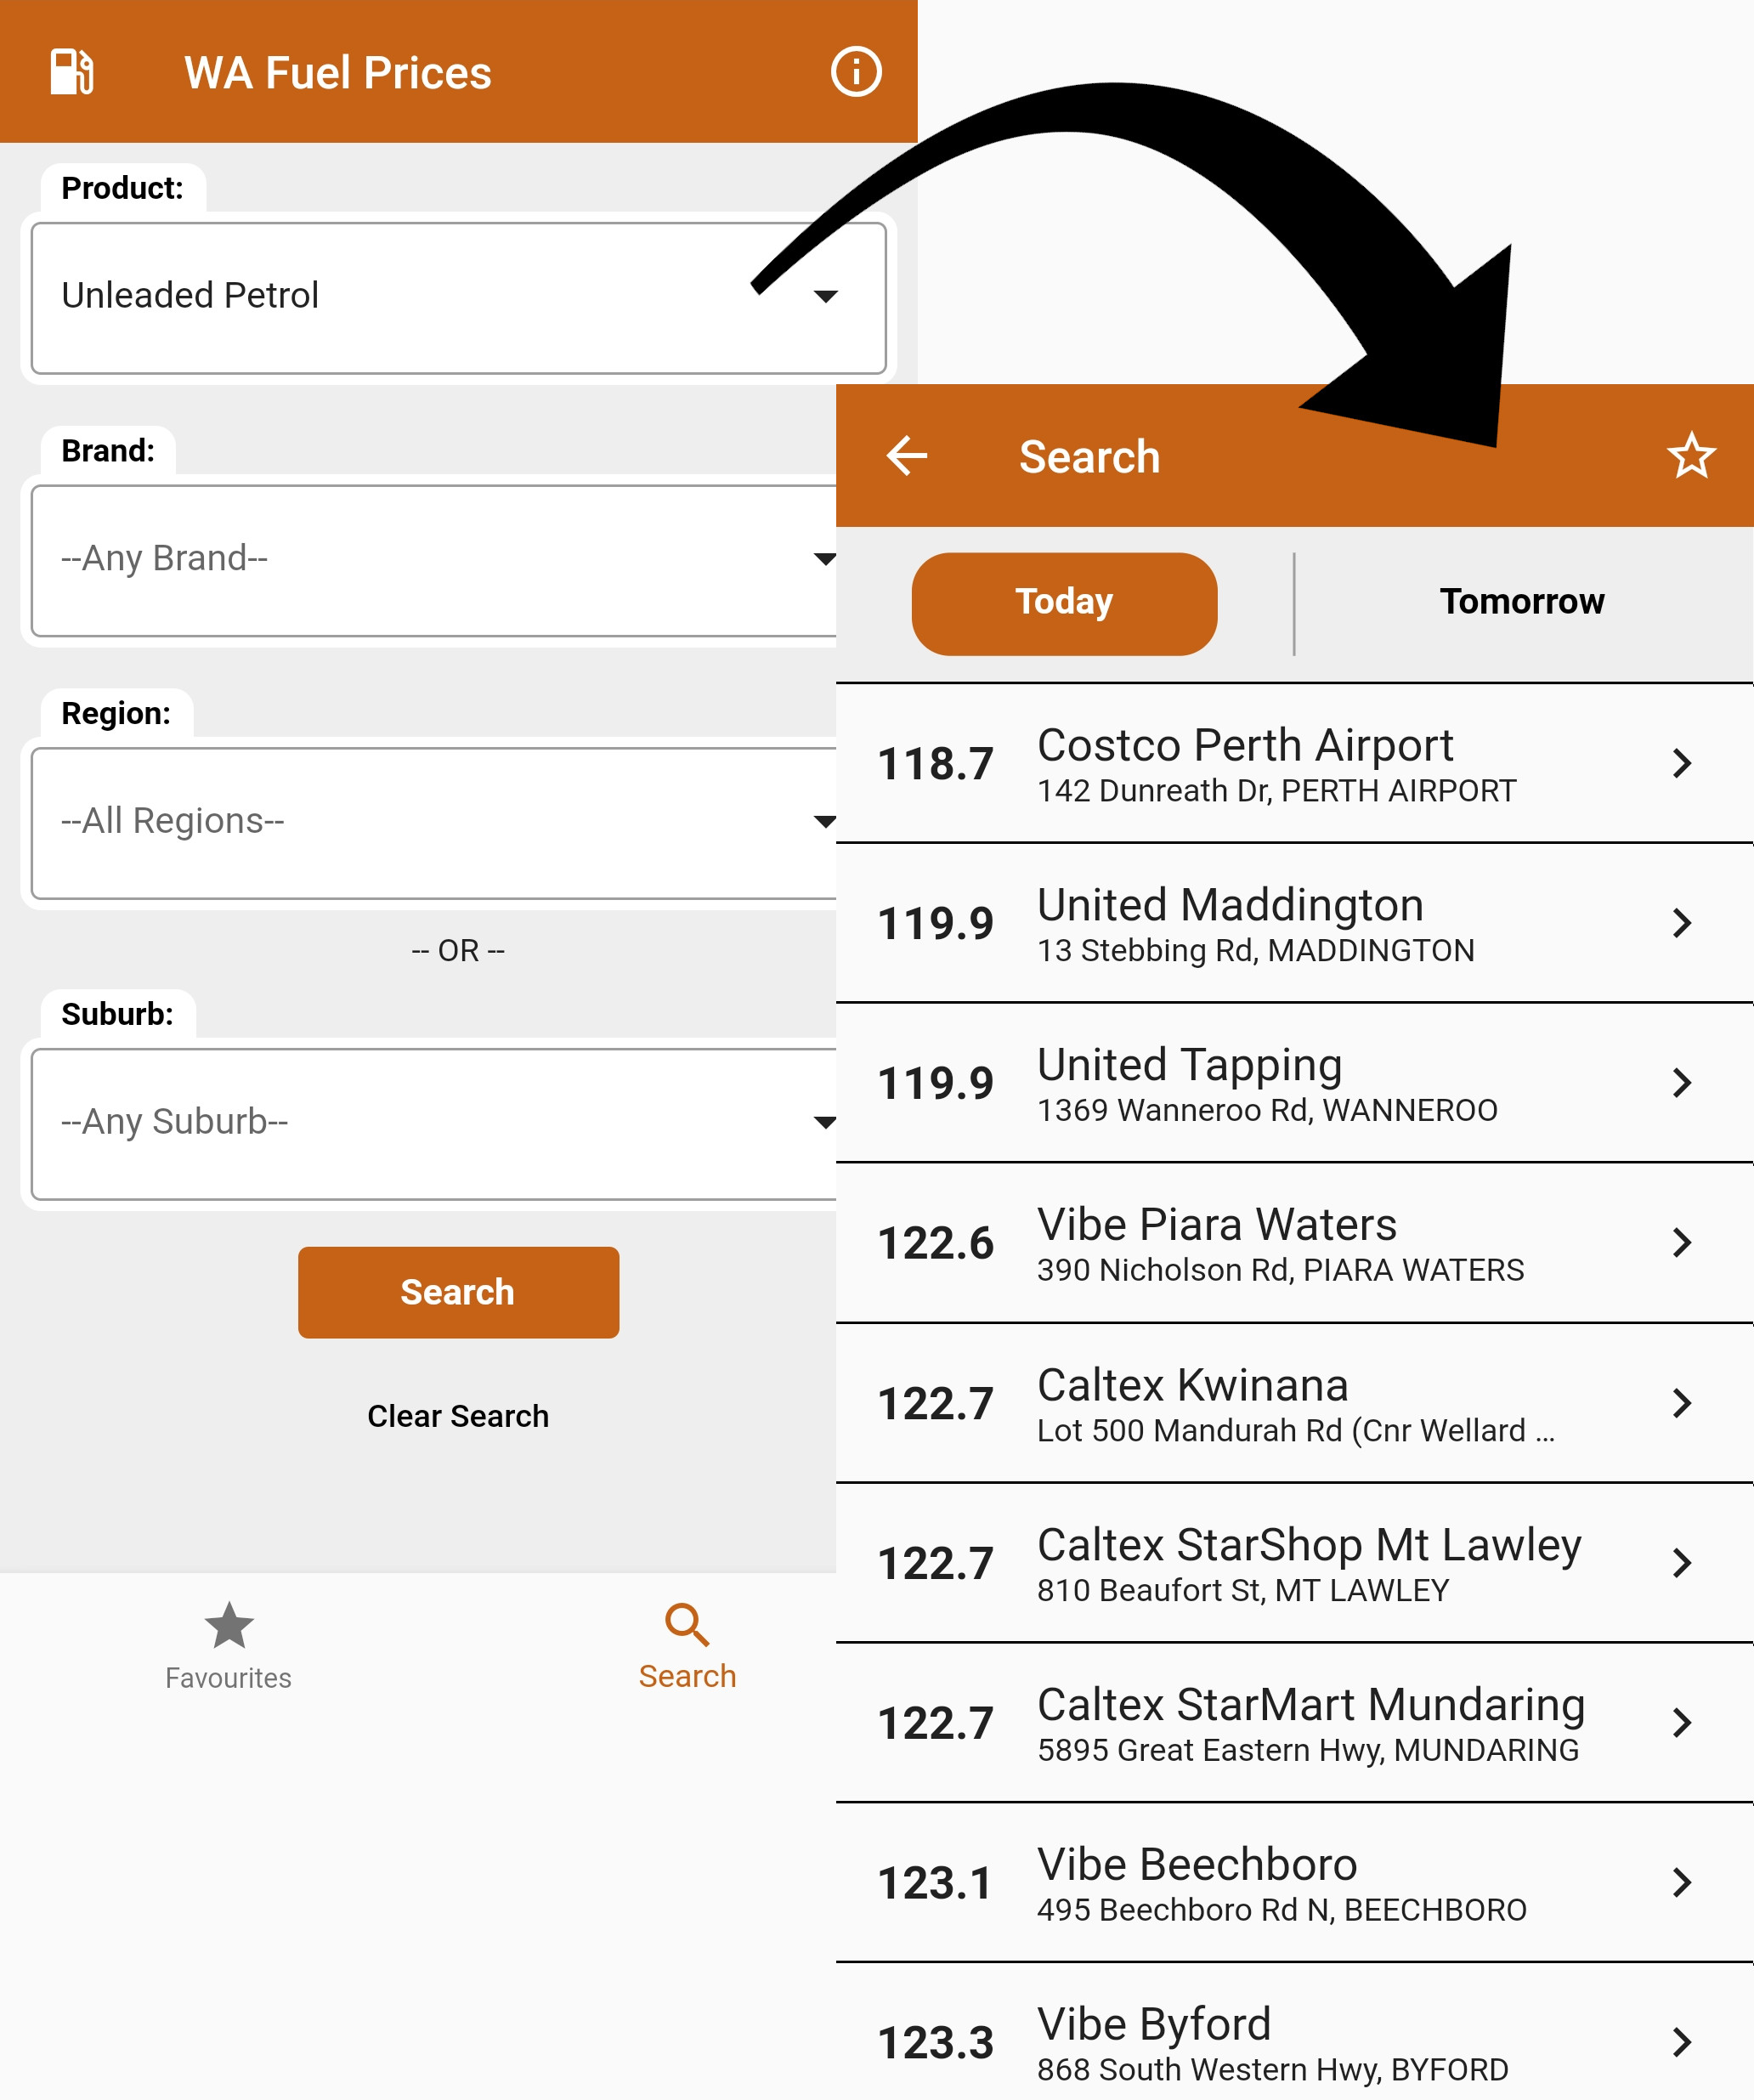 WA Fuel Prices
Product:
Unleaded Petrol
Brand:
--Any Brand--
Region:
--All Regions--
-- OR --
Suburb:
--Any Suburb--
Search
Clear Search
Favourites
Search
Search
Today
Tomorrow
118.7
Costco Perth Airport
142 Dunreath Dr, PERTH AIRPORT
119.9
United Maddington
13 Stebbing Rd, MADDINGTON
119.9
United Tapping
1369 Wanneroo Rd, WANNEROO
122.6
Vibe Piara Waters
390 Nicholson Rd, PIARA WATERS
122.7
Caltex Kwinana
Lot 500 Mandurah Rd (Cnr Wellard ...
122.7
Caltex StarShop Mt Lawley
810 Beaufort St, MT LAWLEY
122.7
Caltex StarMart Mundaring
5895 Great Eastern Hwy, MUNDARING
123.1
Vibe Beechboro
495 Beechboro Rd N, BEECHBORO
123.3
Vibe Byford
868 South Western Hwy, BYFORD